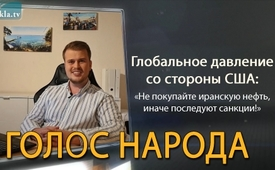 kla.tv
Глобальное давление
со стороны США:
«Не покупайте иранскую нефть,
иначе последуют санкции!»
ГОЛОС НАРОДА